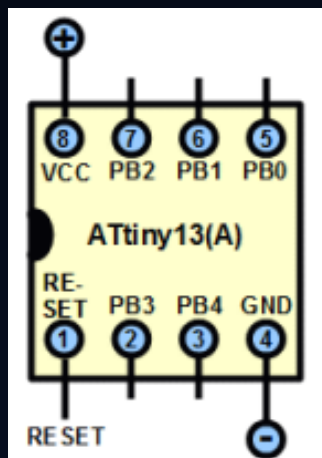 +
8 7 6 5
VCC PB2 PB1 PB0
ATtiny13(A)
RE-
SET PB3 PB4 GND
1 2 3 4
RESET
-